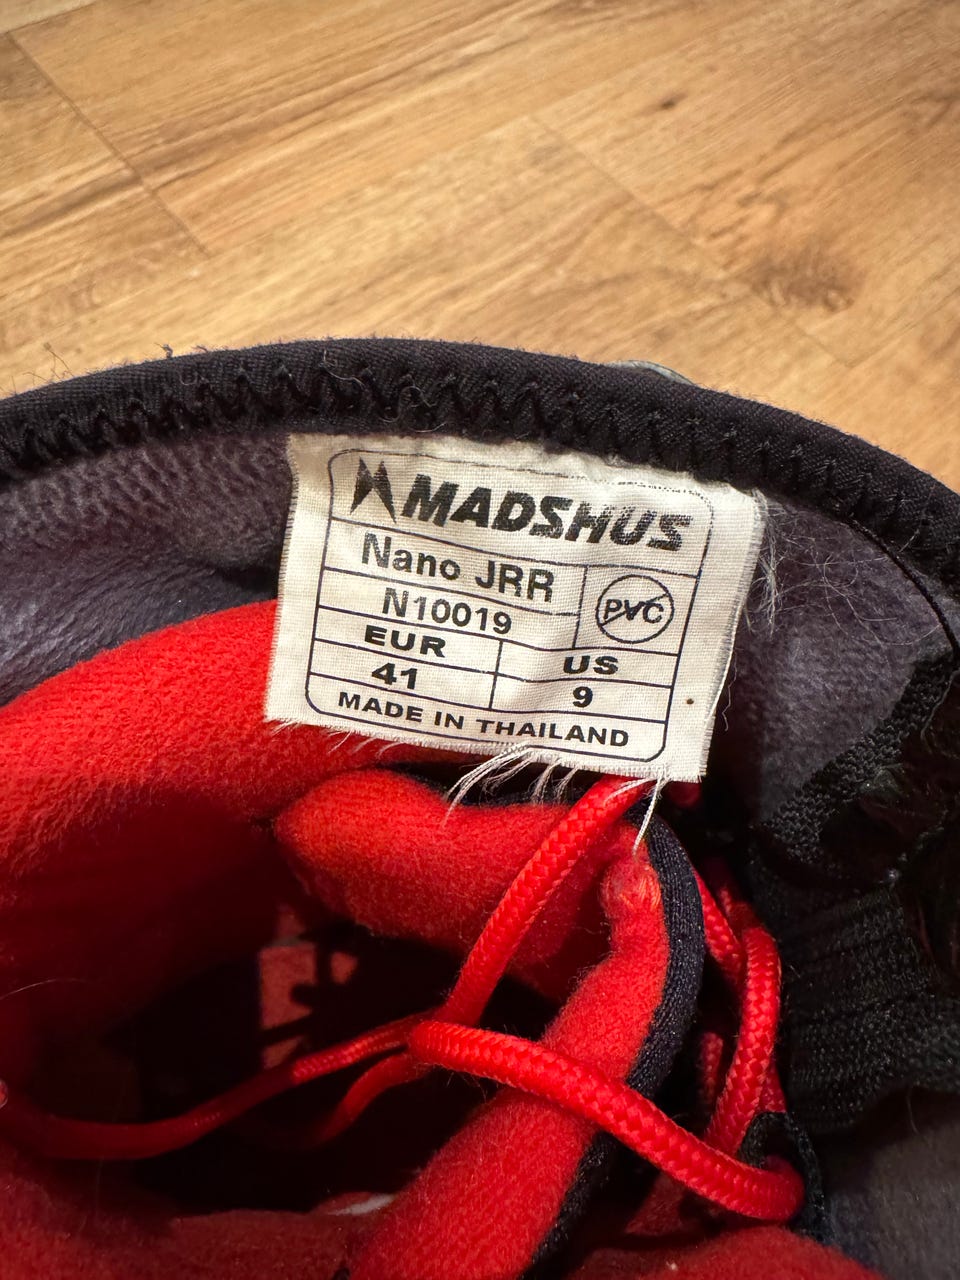 MADSHUS
Nano JRR
N10019
PVC
EUR US
41 9
MADE IN THAILAND